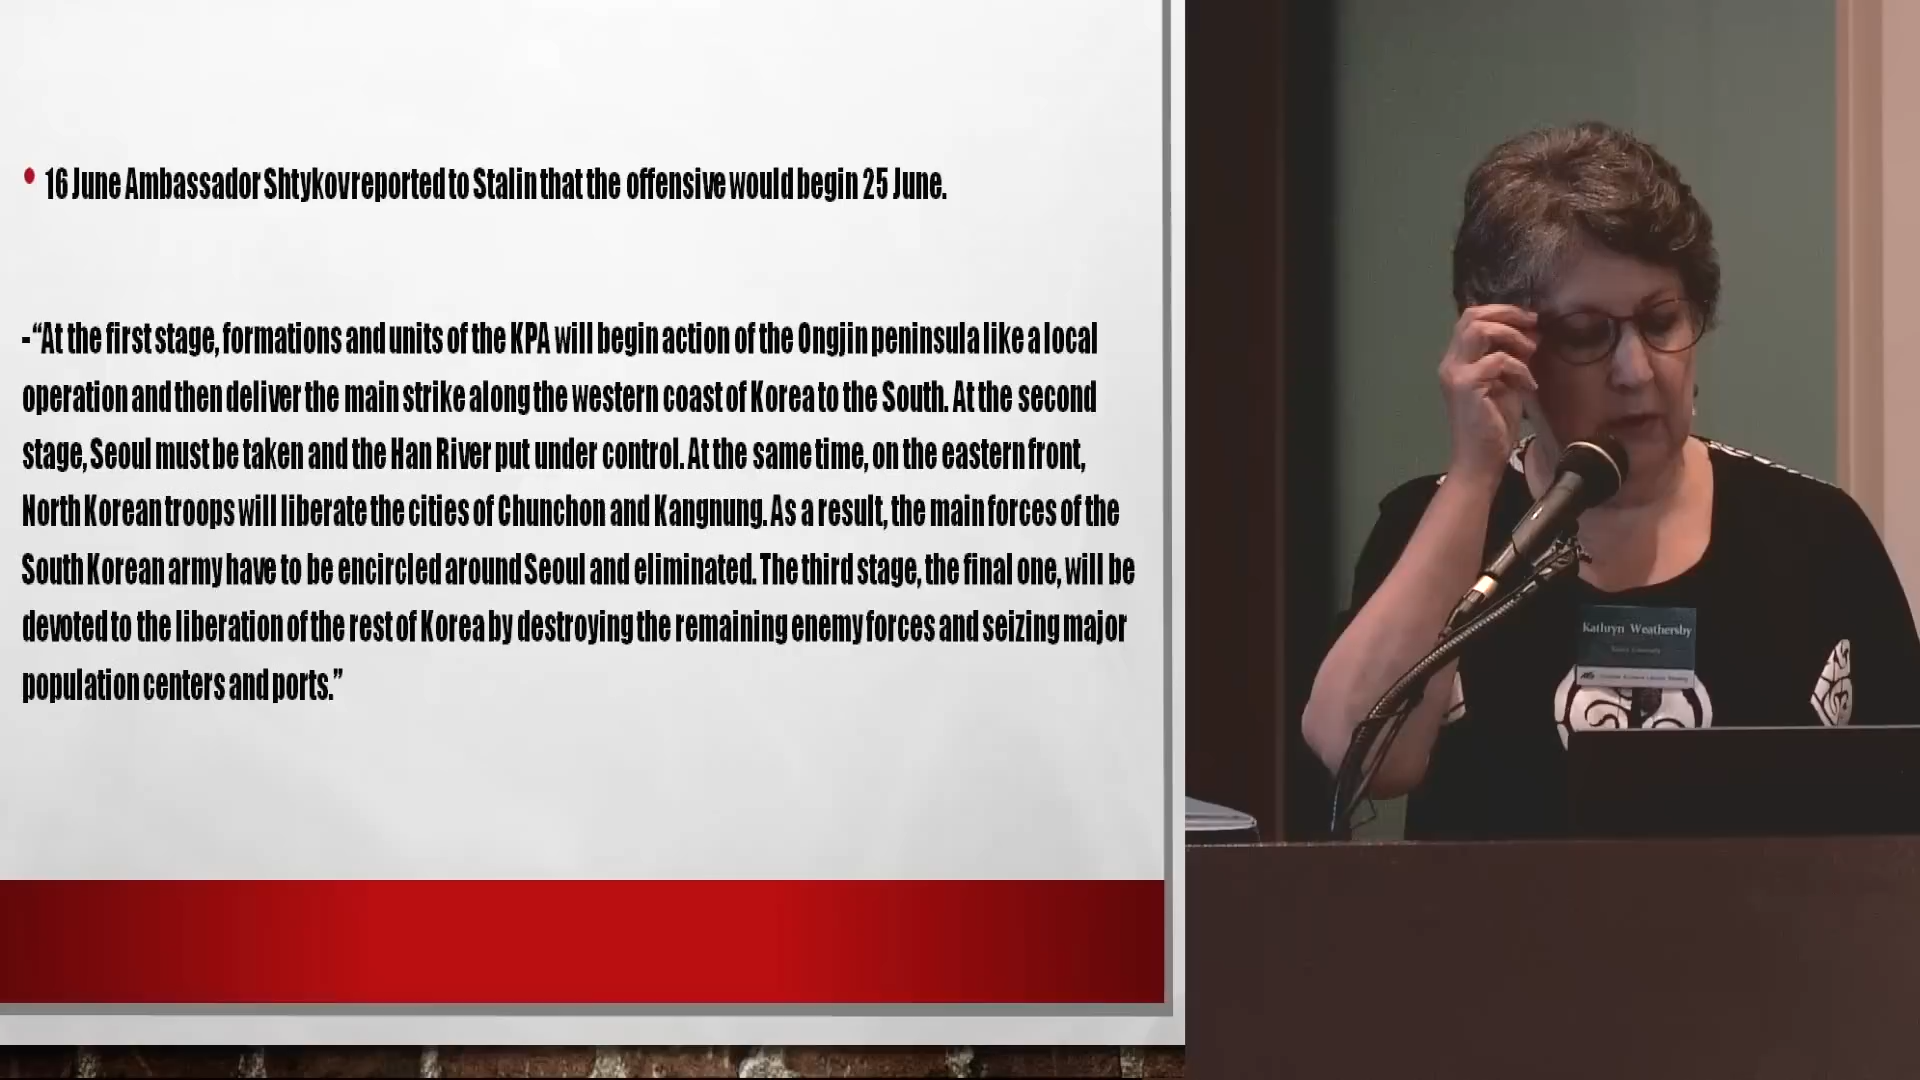 • 16 June Ambassador Shtykov reported to Stalin that the offensive would begin 25 June.
-“At the first stage, formations and units of the KPA will begin action of the Ongjin peninsula like a local
operation and then deliver the main strike along the western coast of Korea to the South. At the second
stage, Seoul must be taken and the Han River put under control. At the same time, on the eastern front,
North Korean troops will liberate the cities of Chunchon and Kangnung. As a result, the main forces of the
South Korean army have to be encircled around Seoul and eliminated. The third stage, the final one, will be
devoted to the liberation of the rest of Korea by destroying the remaining enemy forces and seizing major
population centers and ports.”
Kathryn Weathersby